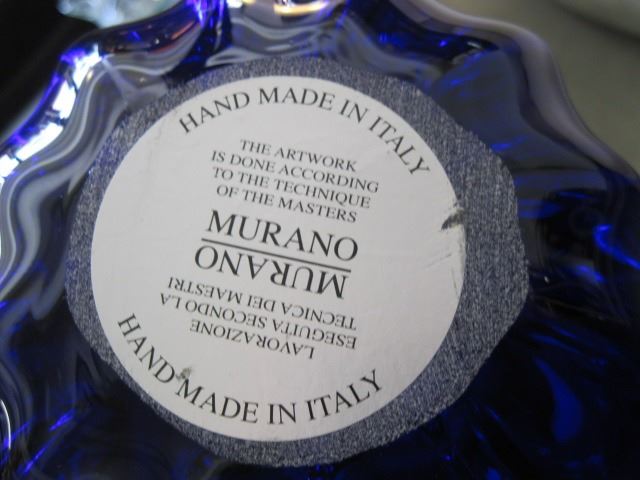 HAND MADE IN ITALY
THE ARTWORK
IS DONE ACCORDING
TO THE TECHNIQUE
OF THE MASTERS
MURANO
MURANO
LAVORAZIONE
ESEGUITA SECONDO LA
TECNICA DEI MAESTRI
HAND MADE IN ITALY